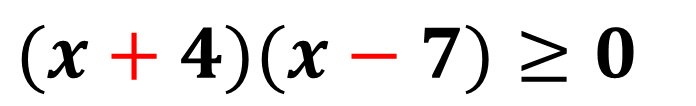 (x + 4)(x − 7) ≥ 0